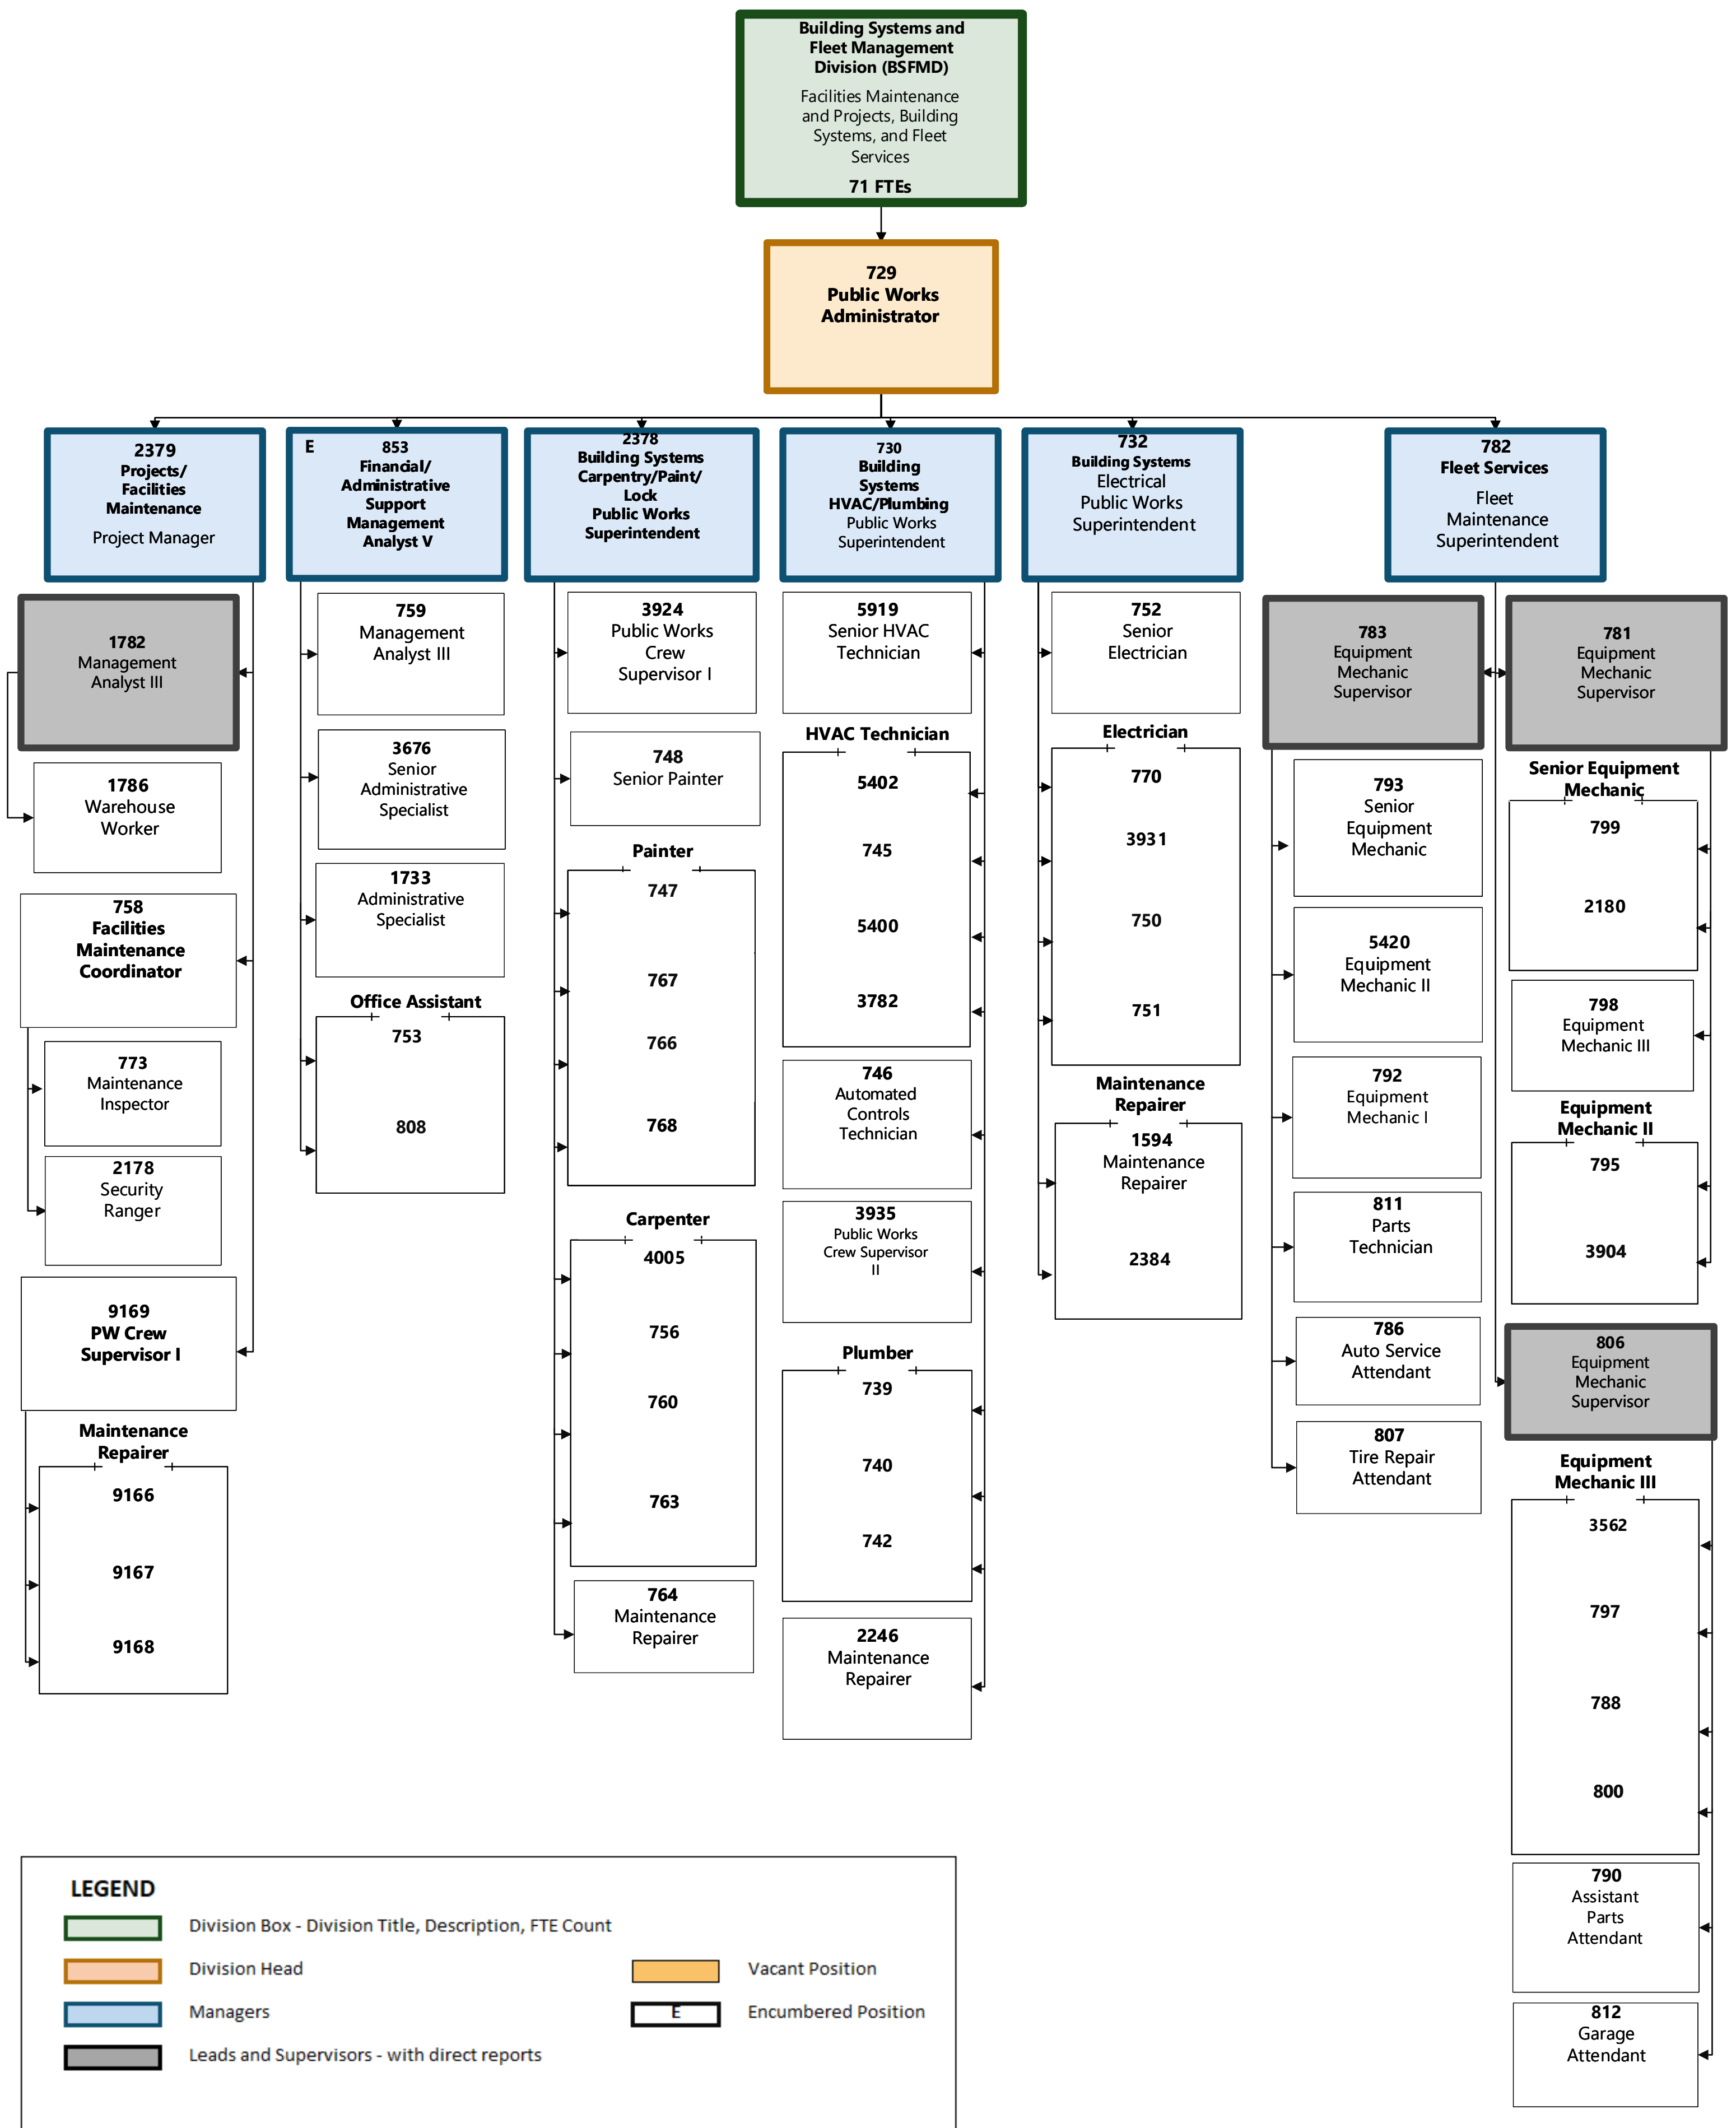 Building Systems and
Fleet Management
Division (BSFMD)
Facilities Maintenance
and Projects, Building
Systems, and Fleet
Services
71 FTEs
729
Public Works
Administrator
2379
Projects/
Facilities
Maintenance
Project Manager
1782
Management
Analyst III
1786
Warehouse
Worker
758
Facilities
Maintenance
Coordinator
773
Maintenance
Inspector
2178
Security
Ranger
9169
PW Crew
Supervisor I
Maintenance
Repairer
9166
9167
9168
E
853
Financial/
Administrative
Support
Management
Analyst V
759
Management
Analyst III
3676
Senior
Administrative
Specialist
1733
Administrative
Specialist
Office Assistant
753
808
2378
Building Systems
Carpentry/Paint/
Lock
Public Works
Superintendent
3924
Public Works
Crew
Supervisor I
748
Senior Painter
Painter
747
767
766
768
Carpenter
4005
756
760
763
764
Maintenance
Repairer
730
Building
Systems
HVAC/Plumbing
Public Works
Superintendent
5919
Senior HVAC
Technician
HVAC Technician
5402
745
5400
3782
746
Automated
Controls
Technician
3935
Public Works
Crew Supervisor
II
Plumber
739
740
742
2246
Maintenance
Repairer
732
Building Systems
Electrical
Public Works
Superintendent
752
Senior
Electrician
Electrician
770
3931
750
751
Maintenance
Repairer
1594
Maintenance
Repairer
2384
782
Fleet Services
Fleet
Maintenance
Superintendent
783
Equipment
Mechanic
Supervisor
793
Senior
Equipment
Mechanic
5420
Equipment
Mechanic II
792
Equipment
Mechanic I
811
Parts
Technician
786
Auto Service
Attendant
807
Tire Repair
Attendant
781
Equipment
Mechanic
Supervisor
Senior Equipment
Mechanic
799
2180
798
Equipment
Mechanic III
Equipment
Mechanic II
795
3904
806
Equipment
Mechanic
Supervisor
Equipment
Mechanic III
3562
797
788
800
790
Assistant
Parts
Attendant
812
Garage
Attendant
LEGEND
Division Box - Division Title, Description, FTE Count
Division Head
Vacant Position
Managers
E
Encumbered Position
Leads and Supervisors - with direct reports